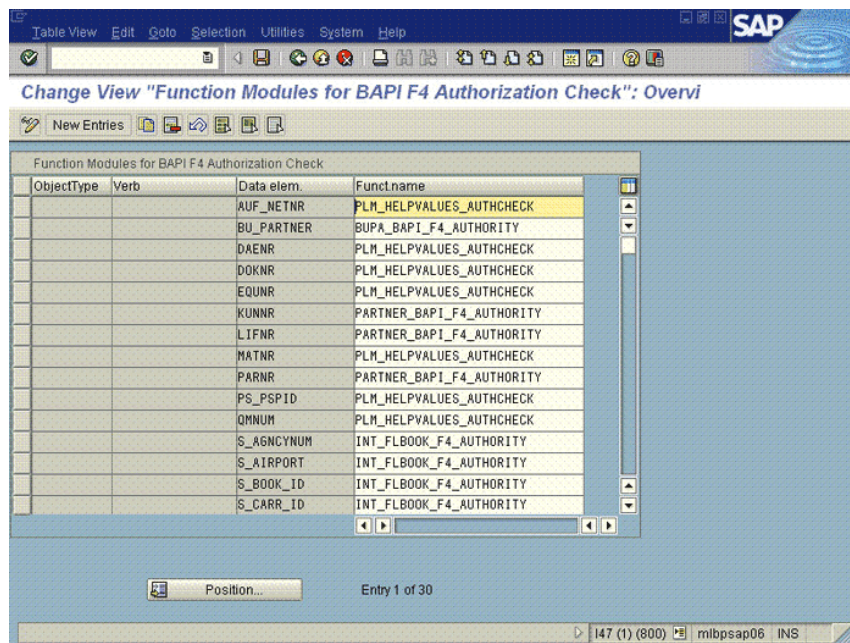 Table View Edit Goto Selection Utilities System Help
SAP
Change View "Function Modules for BAPI F4 Authorization Check": Overvi
New Entries
Function Modules for BAPI F4 Authorization Check
ObjectType Verb Data elem. Funct.name
AUF_NETNR PLM_HELPVALUES_AUTHCHECK
BU_PARTNER BUPA_BAPI_F4_AUTHORITY
DAENR PLM_HELPVALUES_AUTHCHECK
DOKNR PLM_HELPVALUES_AUTHCHECK
EQUNR PLM_HELPVALUES_AUTHCHECK
KUNNR PARTNER_BAPI_F4_AUTHORITY
LIFNR PARTNER_BAPI_F4_AUTHORITY
MATNR PLM_HELPVALUES_AUTHCHECK
PARNR PARTNER_BAPI_F4_AUTHORITY
PS_PSPID PLM_HELPVALUES_AUTHCHECK
QMNUM PLM_HELPVALUES_AUTHCHECK
S_AGNCYNUM INT_FLBOOK_F4_AUTHORITY
S_AIRPORT INT_FLBOOK_F4_AUTHORITY
S_BOOK_ID INT_FLBOOK_F4_AUTHORITY
S_CARR_ID INT_FLBOOK_F4_AUTHORITY
Position... Entry 1 of 30
I47 (1) (800) mlbpsap06 INS